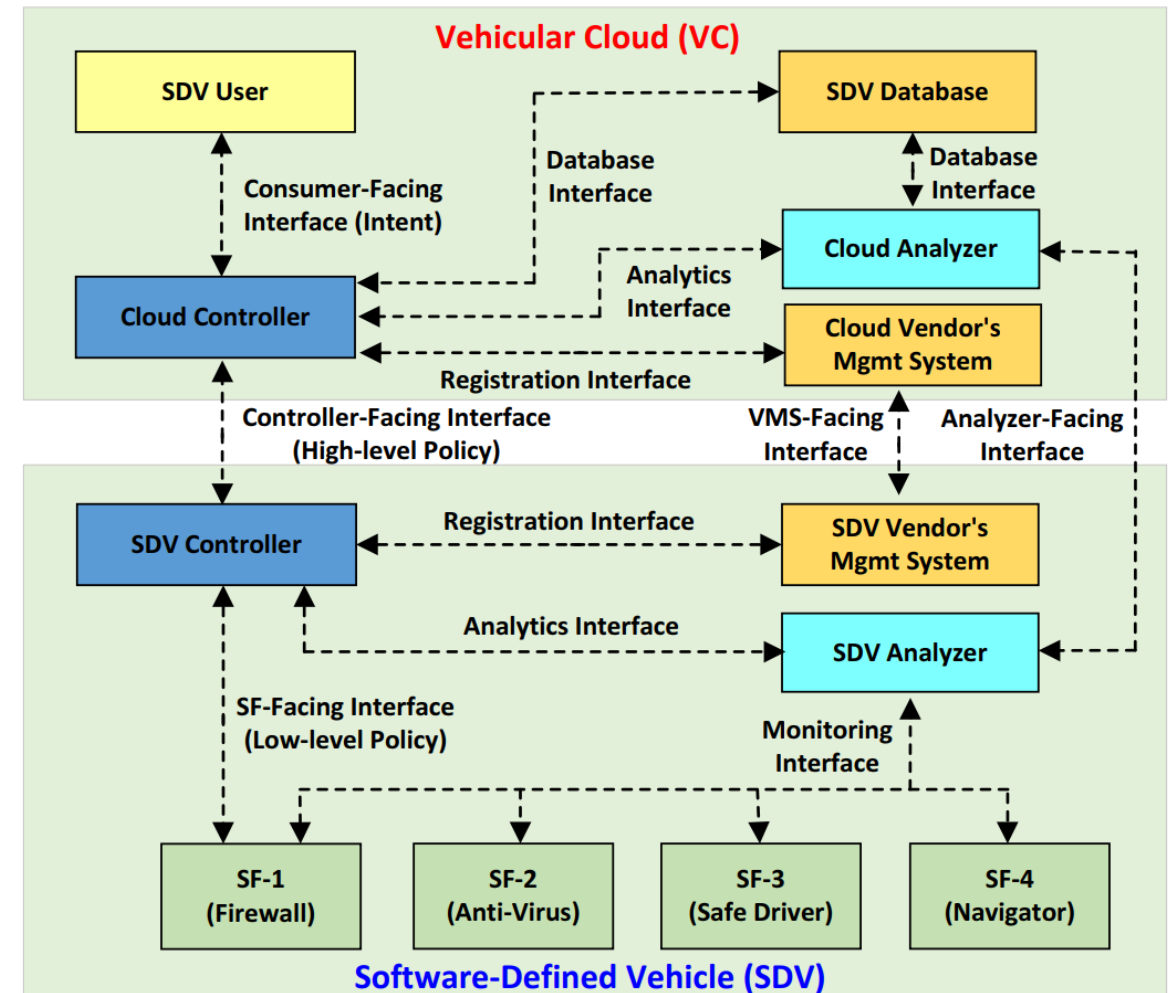 Vehicular Cloud (VC)
SDV User
SDV Database
Consumer-Facing
Interface (Intent)
Database
Interface
Database
Interface
Cloud Analyzer
Analytics
Interface
Cloud Controller
Cloud Vendor's
Mgmt System
Registration Interface
Controller-Facing Interface
(High-level Policy)
VMS-Facing
Interface
Analyzer-Facing
Interface
SDV Controller
Registration Interface
SDV Vendor's
Mgmt System
Analytics Interface
SDV Analyzer
SF-Facing Interface
(Low-level Policy)
Monitoring
Interface
SF-1
(Firewall)
SF-2
(Anti-Virus)
SF-3
(Safe Driver)
SF-4
(Navigator)
Software-Defined Vehicle (SDV)